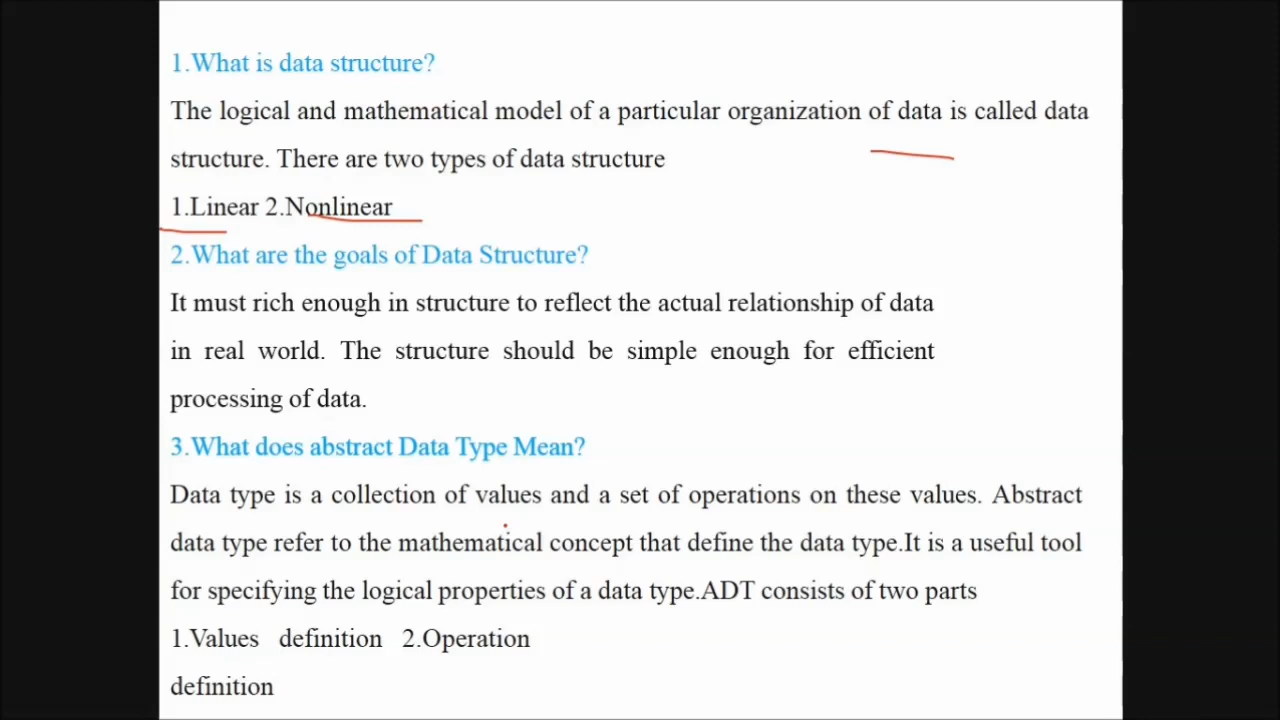 1.What is data structure?
The logical and mathematical model of a particular organization of data is called data
structure. There are two types of data structure
1.Linear 2.Nonlinear
2.What are the goals of Data Structure?
It must rich enough in structure to reflect the actual relationship of data
in real world. The structure should be simple enough for efficient
processing of data.
3.What does abstract Data Type Mean?
Data type is a collection of values and a set of operations on these values. Abstract
data type refer to the mathematical concept that define the data type.It is a useful tool
for specifying the logical properties of a data type.ADT consists of two parts
1.Values definition 2.Operation
definition